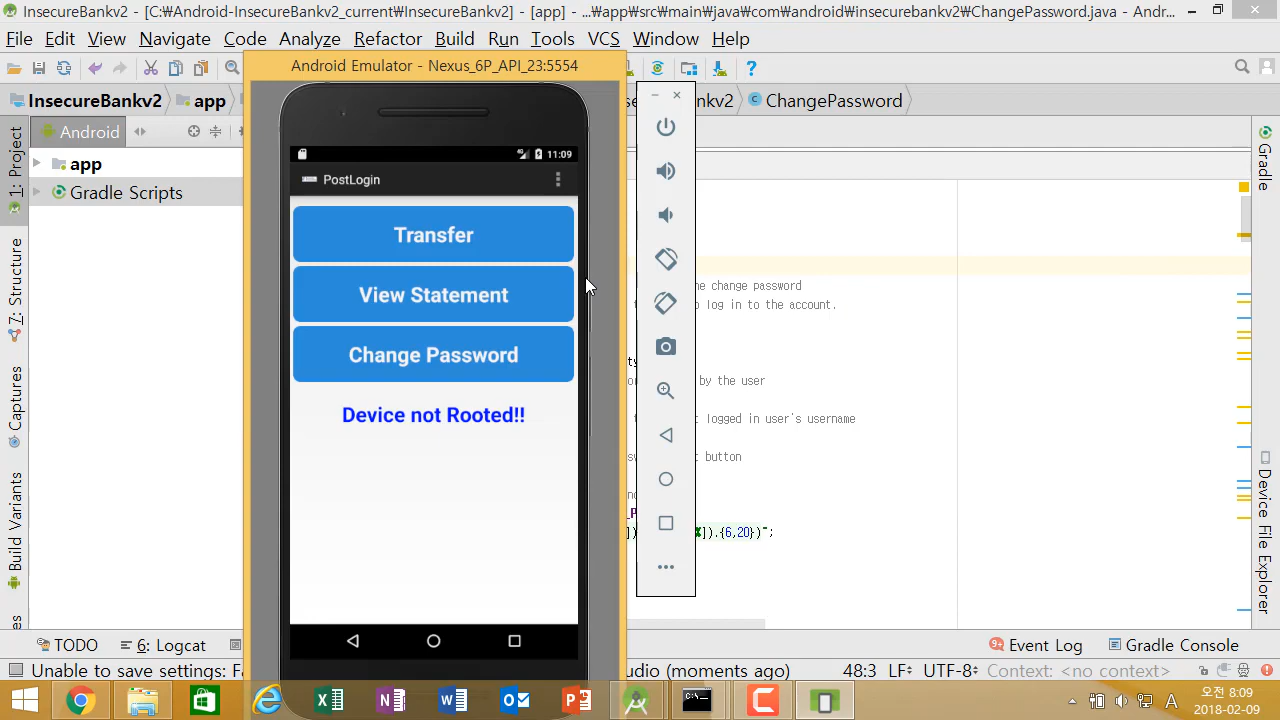 InsecureBankv2 - [C:₩Android-InsecureBankv2_current₩InsecureBank] - [app] - ...₩app₩src₩main₩java₩com₩android₩insecurebankv2₩ChangePassword.java - Andr...
File Edit View Navigate Code Analyze Refactor Build Run Tools VCS Window Help
Android Emulator - Nexus_6P_API_23:5554
InsecureBankv2 app nkv2 ChangePassword
Android
1: Project
app
Gradle Scripts
7: Structure
Captures
Build Variants
11:09
PostLogin
Transfer
View Statement
Change Password
Device not Rooted!!
he change password
log in to the account.
by the user
logged in user's username
button
]).{6,20})";
Gradle
Device File Explorer
TODO 6: Logcat Event Log Gradle Console
Unable to save settings: Fa udio (moments ago) 48:3 LF÷ UTF-8÷ Context: <no context>
A 오전 8:09
2018-02-09